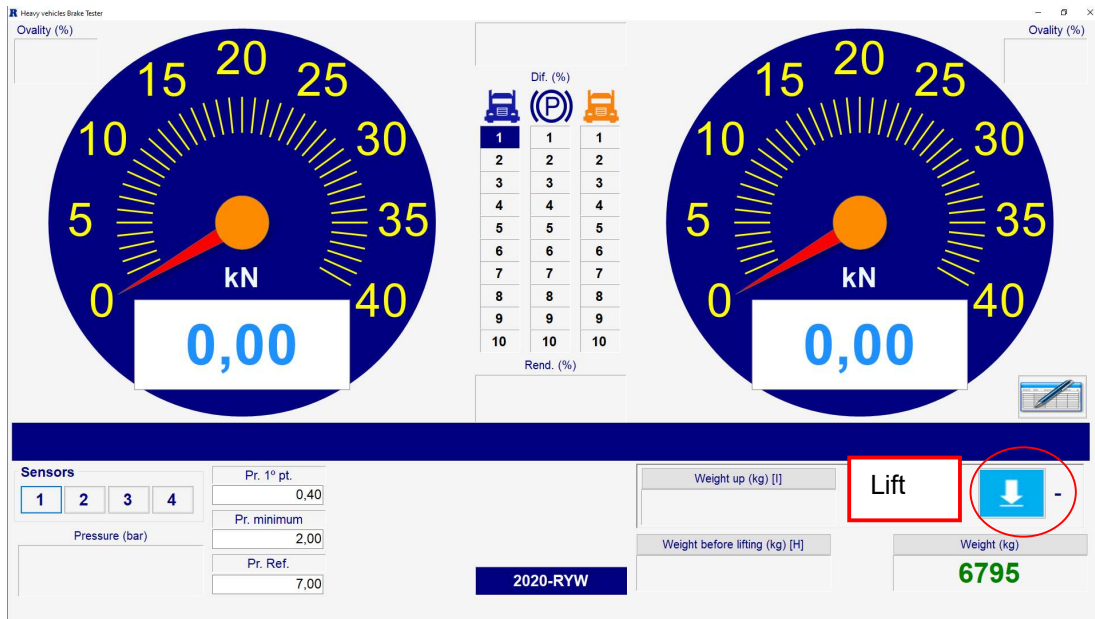 R Heavy vehicles Brake Tester
Ovality (%)
Ovality (%)
0
5
10
15
20
25
30
35
40
kN
0,00
Dif. (%)
P
1 1 1
2 2 2
3 3 3
4 4 4
5 5 5
6 6 6
7 7 7
8 8 8
9 9 9
10 10 10
Rend. (%)
0
5
10
15
20
25
30
35
40
kN
0,00
Sensors
1 2 3 4
Pressure (bar)
Pr. 1º pt.
0,40
Pr. minimum
2,00
Pr. Ref.
7,00
2020-RYW
Weight up (kg) [I]
Lift
-
Weight before lifting (kg) [H]
Weight (kg)
6795